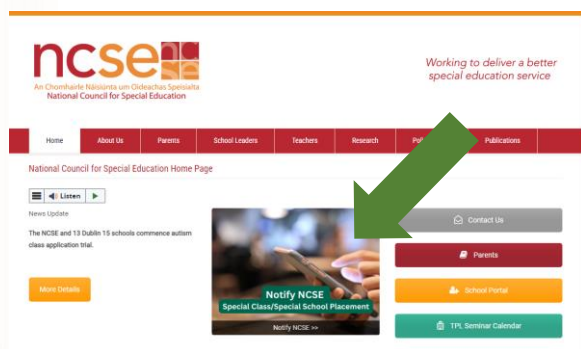 ncse
An Chomhairle Náisiúnta um Oideachas Speisialta
National Council for Special Education
Working to deliver a better
special education service
Home About Us Parents School Leaders Teachers Research Publications
National Council for Special Education Home Page
Listen
News Update
The NCSE and 13 Dublin 15 schools commence autism
class application trial.
More Details
Notify NCSE
Special Class/Special School Placement
Notify NCSE >>
Contact Us
Parents
School Portal
TPL Seminar Calendar